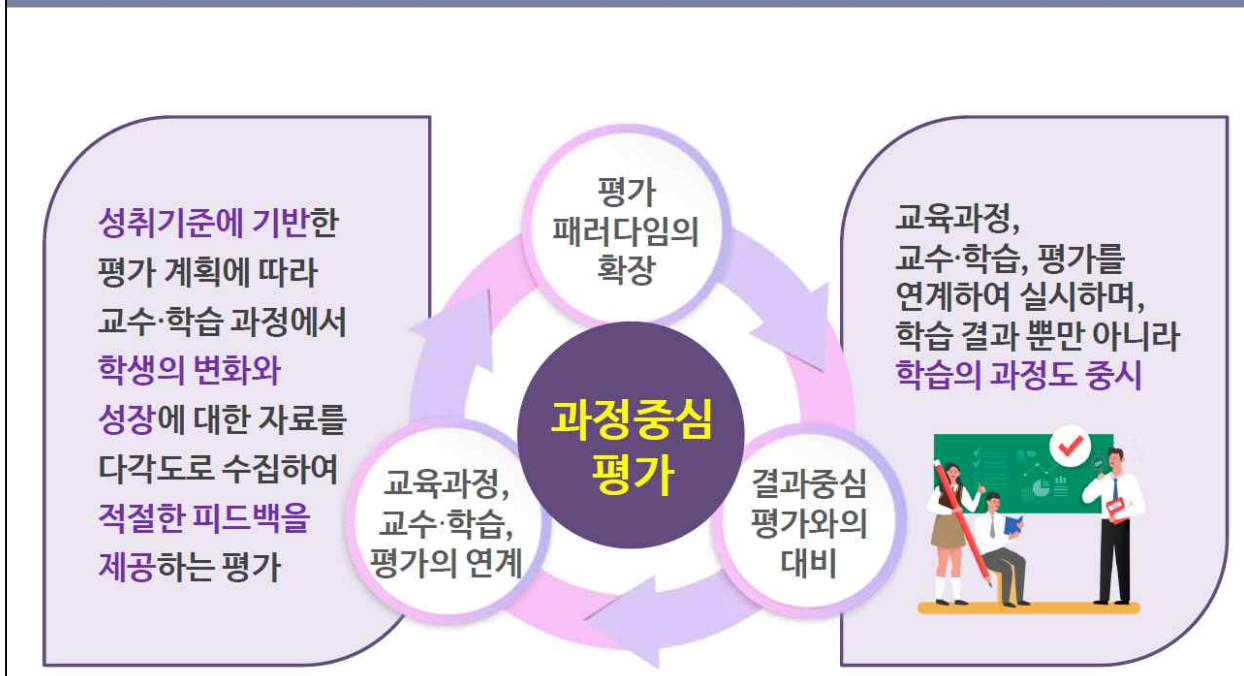 성취기준에 기반한
평가 계획에 따라
교수·학습 과정에서
학생의 변화와
성장에 대한 자료를
다각도로 수집하여
적절한 피드백을
제공하는 평가
평가
패러다임의
확장
과정중심
평가
교육과정,
교수·학습,
평가의 연계
결과중심
평가와의
대비
교육과정,
교수·학습, 평가를
연계하여 실시하며,
학습 결과 뿐만 아니라
학습의 과정도 중시